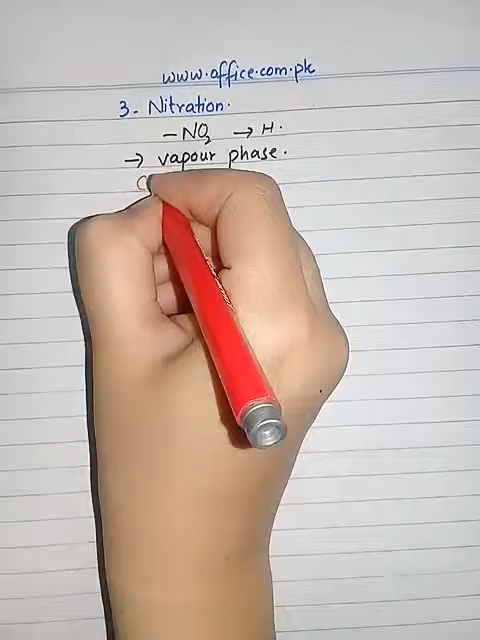 www.office.com.pk
3- Nitration.
-NO₂ → H.
→ vapour phase.
C